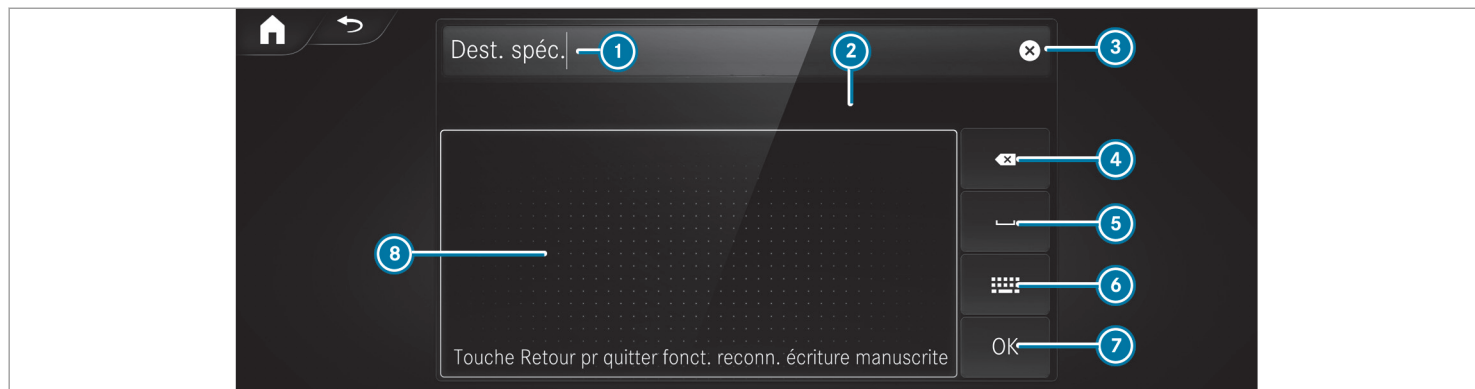 Dest. spéc. 1 2 3
4
5
8
6
Touche Retour pr quitter fonct. reconn. écriture manuscrite OK 7